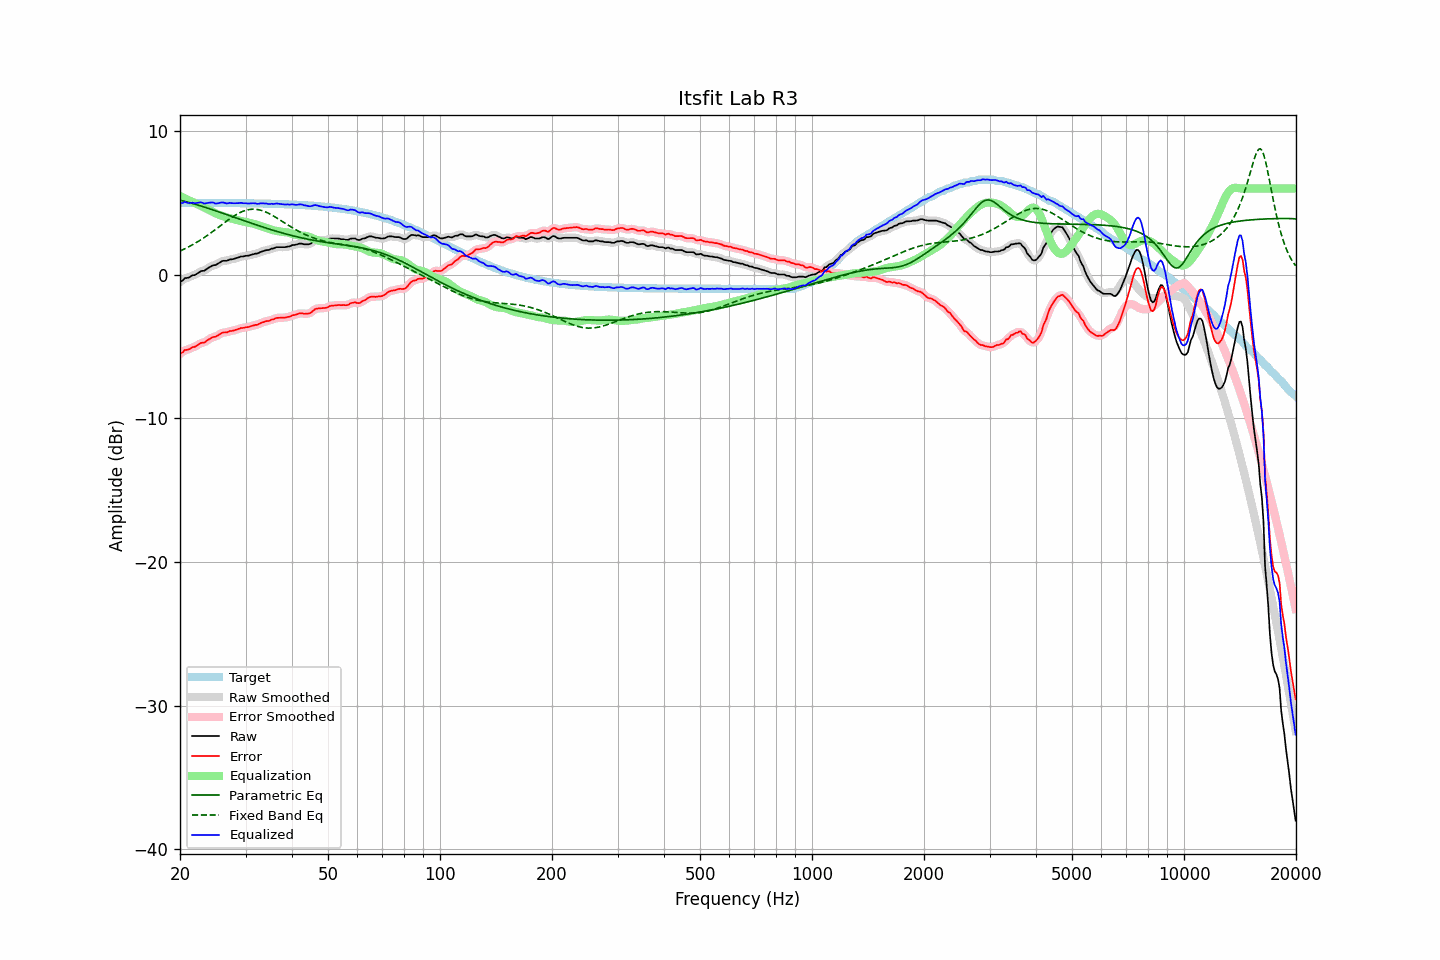 Itsfit Lab R3
10
0
−10
−20
−30
−40
Amplitude (dBr)
Target
Raw Smoothed
Error Smoothed
Raw
Error
Equalization
Parametric Eq
Fixed Band Eq
Equalized
20 50 100 200 500 1000 2000 5000 10000 20000
Frequency (Hz)